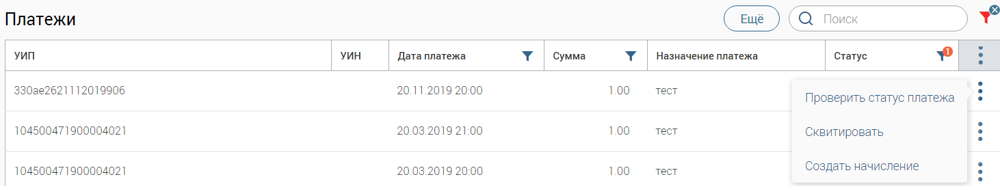 Платежи Ещё Поиск
УИП УИН Дата платежа Сумма Назначение платежа Статус 1
330ae2621112019906 20.11.2019 20:00 1.00 тест
Проверить статус платежа
104500471900004021 20.03.2019 21:00 1.00 тест
Сквитировать
104500471900004021 20.03.2019 20:00 1.00 тест
Создать начисление